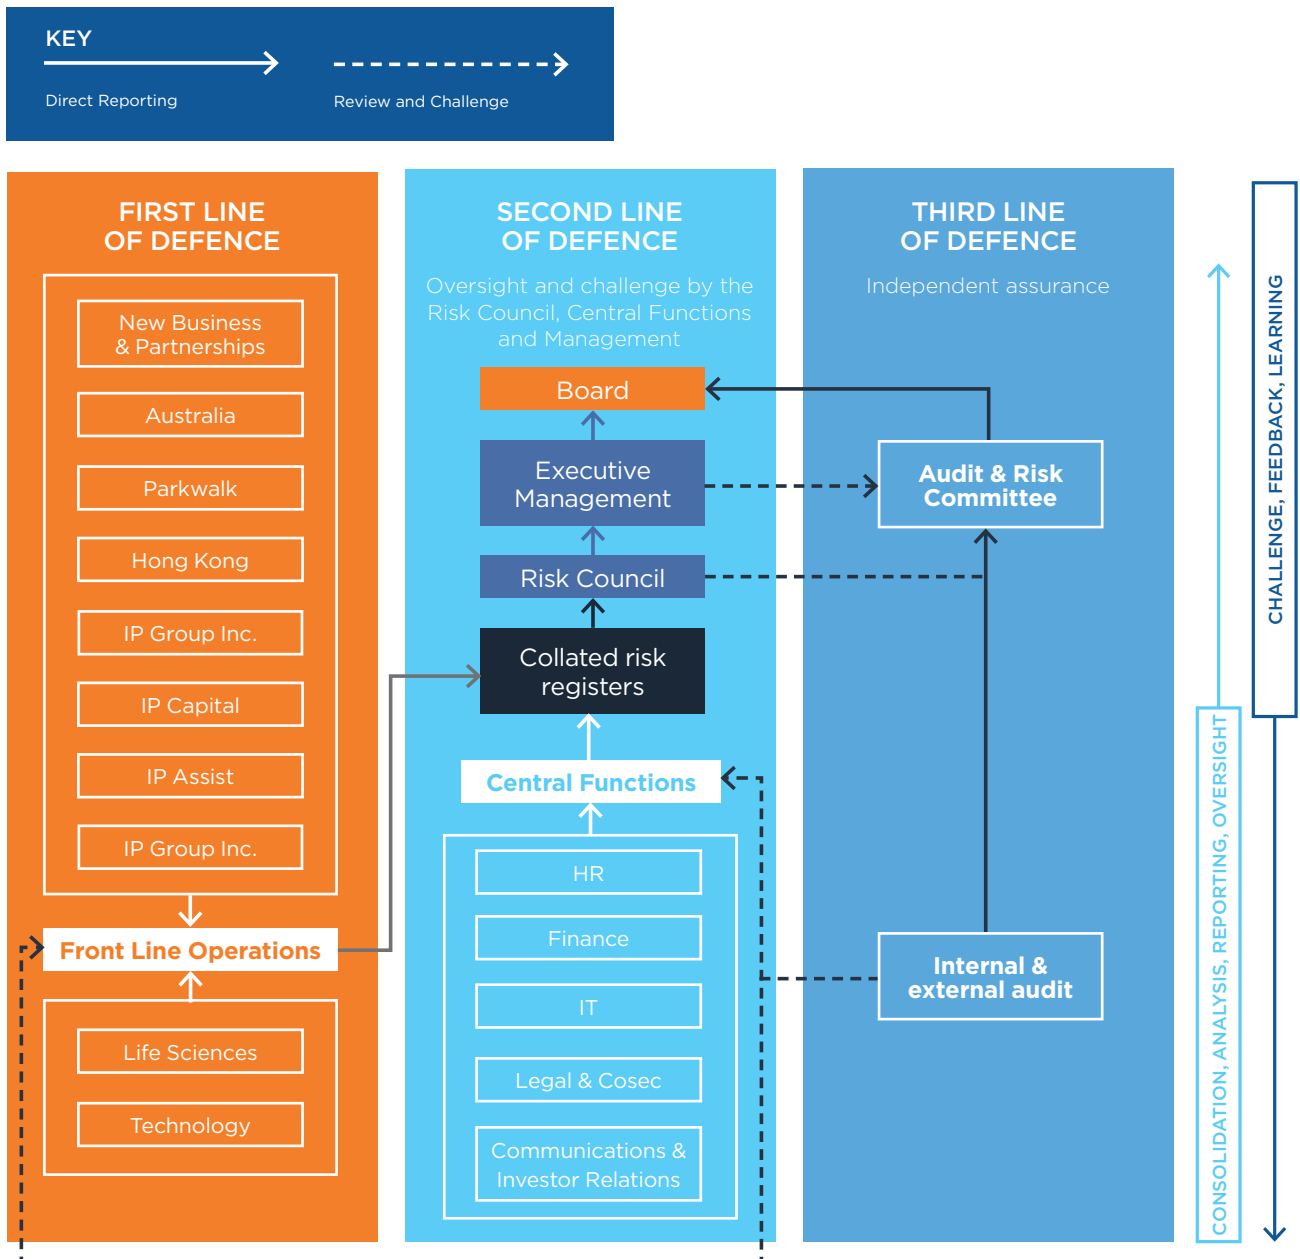 KEY
Direct Reporting
Review and Challenge
FIRST LINE
OF DEFENCE
New Business
& Partnerships
Australia
Parkwalk
Hong Kong
IP Group Inc.
IP Capital
IP Assist
IP Group Inc.
Front Line Operations
Life Sciences
Technology
SECOND LINE
OF DEFENCE
Oversight and challenge by the
Risk Council, Central Functions
and Management
Board
Executive
Management
Risk Council
Collated risk
registers
Central Functions
HR
Finance
IT
Legal & Cosec
Communications &
Investor Relations
THIRD LINE
OF DEFENCE
Independent assurance
Audit & Risk
Committee
Internal &
external audit
CONSOLIDATION, ANALYSIS, REPORTING, OVERSIGHT
CHALLENGE, FEEDBACK, LEARNING